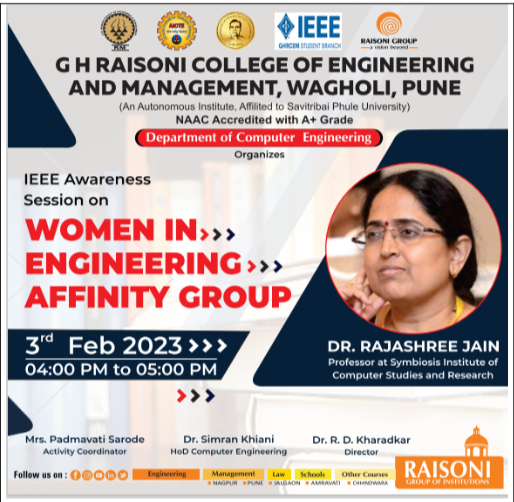 PUNE
AICTE
IEEE
GHRCEM STUDENT BRANCH
RAISONI GROUP
a vision beyond
G H RAISONI COLLEGE OF ENGINEERING
AND MANAGEMENT, WAGHOLI, PUNE
(An Autonomous Institute, Affilited to Savitribai Phule University)
NAAC Accredited with A+ Grade
Department of Computer Engineering
Organizes
IEEE Awareness
Session on
WOMEN IN>>>
ENGINEERING>>>
AFFINITY GROUP
3rd Feb 2023 >>>
04:00 PM to 05:00 PM
>>>
DR. RAJASHREE JAIN
Professor at Symbiosis Institute of
Computer Studies and Research
Mrs. Padmavati Sarode
Activity Coordinator
Dr. Simran Khiani
HoD Computer Engineering
Dr. R. D. Kharadkar
Director
Follow us on :
Engineering Management Law Schools Other Courses
• NAGPUR • PUNE • JALGAON • AMRAVATI • CHHINDWARA
RAISONI
GROUP OF INSTITUTIONS